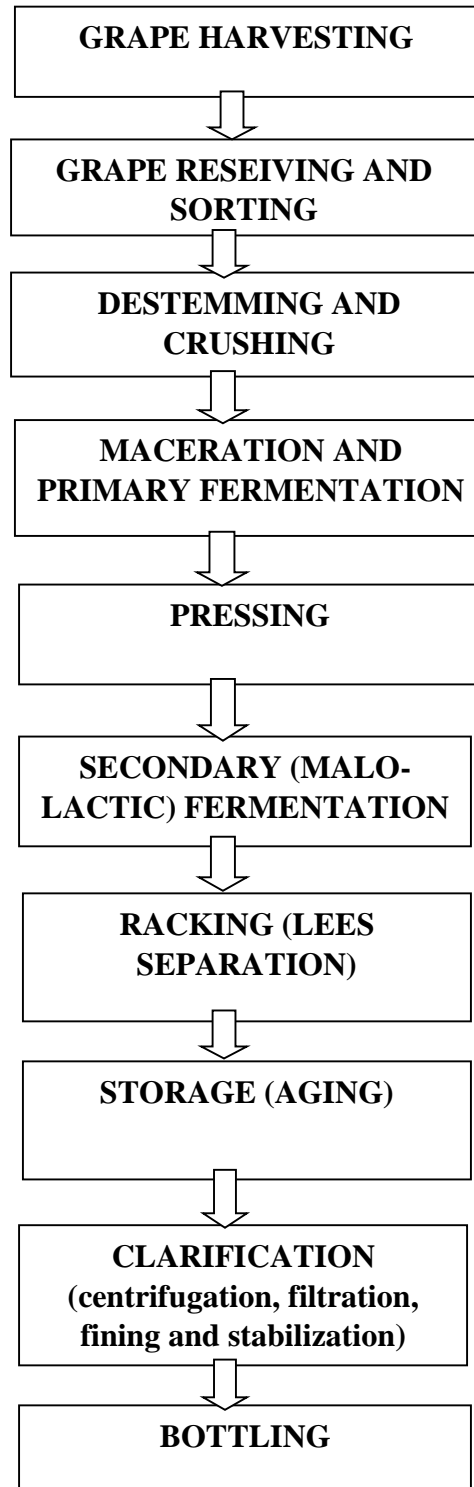 GRAPE HARVESTING
GRAPE RESEIVING AND
SORTING
DESTEMMING AND
CRUSHING
MACERATION AND
PRIMARY FERMENTATION
PRESSING
SECONDARY (MALO-
LACTIC) FERMENTATION
RACKING (LEES
SEPARATION)
STORAGE (AGING)
CLARIFICATION
(centrifugation, filtration,
fining and stabilization)
BOTTLING